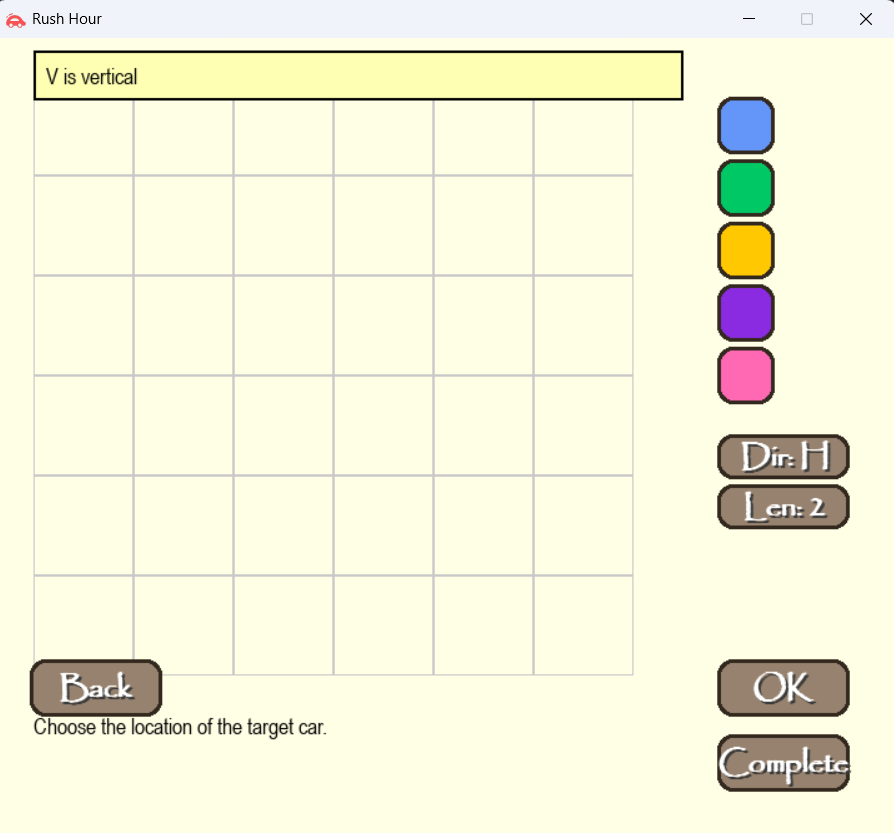 Rush Hour
V is vertical
Dir: H
Len: 2
Back
OK
Choose the location of the target car.
Complete